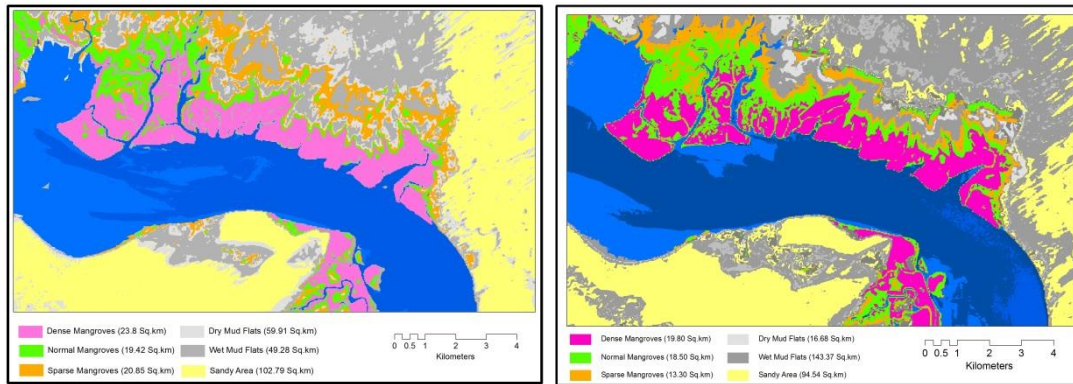 Dense Mangroves (23.8 Sq.km)
Dry Mud Flats (59.91 Sq.km)
Normal Mangroves (19.42 Sq.km)
Wet Mud Flats (49.28 Sq.km)
Sparse Mangroves (20.85 Sq.km)
Sandy Area (102.79 Sq.km)
0 0.5 1 2 3 4
Kilometers
Dense Mangroves (19.80 Sq.km)
Dry Mud Flats (16.68 Sq.km)
Normal Mangroves (18.50 Sq.km)
Wet Mud Flats (143.37 Sq.km)
Sparse Mangroves (13.30 Sq.km)
Sandy Area (94.54 Sq.km)
0 0.5 1 2 3 4
Kilometers